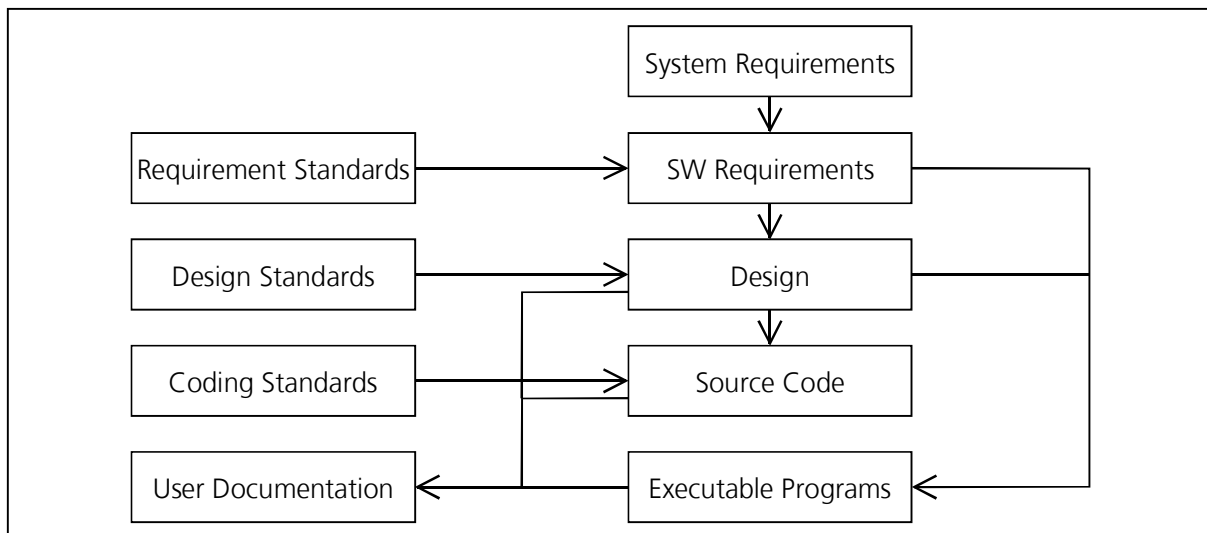 System Requirements
Requirement Standards
SW Requirements
Design Standards
Design
Coding Standards
Source Code
User Documentation
Executable Programs